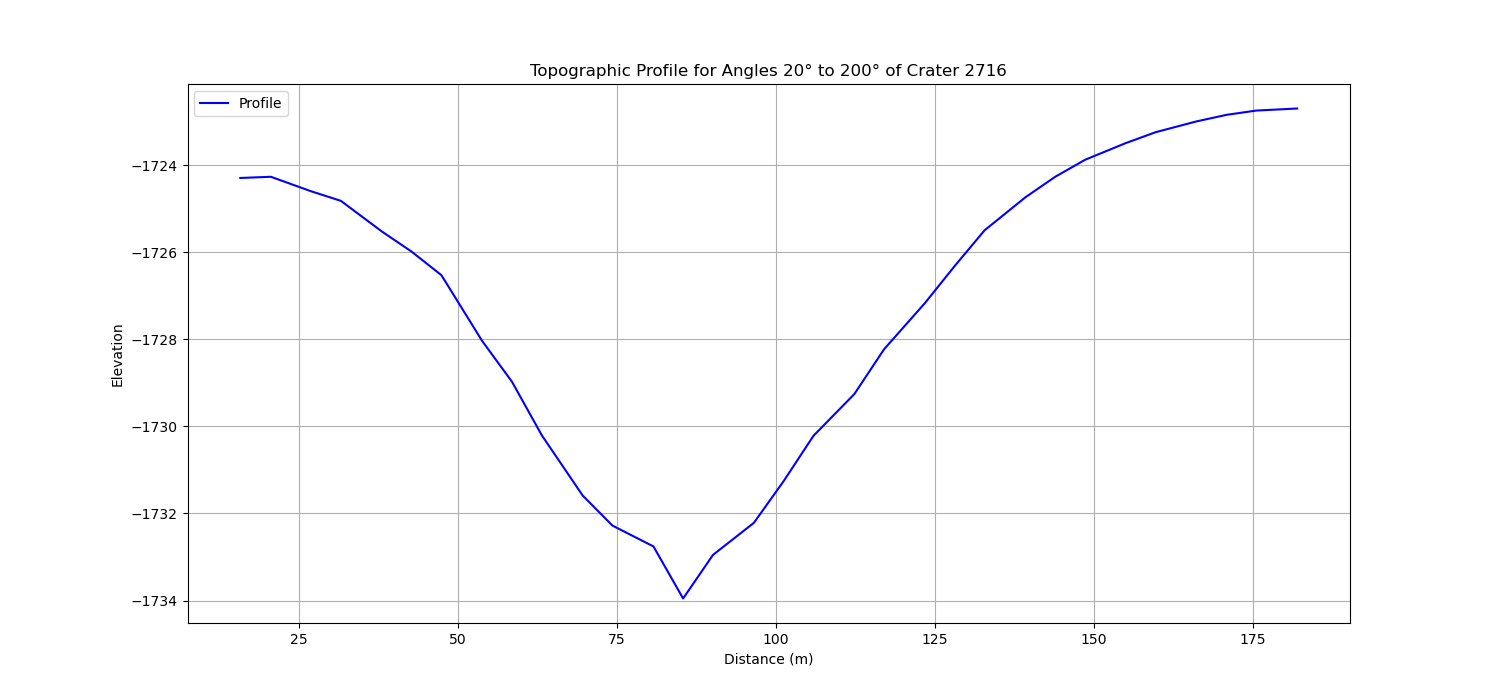 Topographic Profile for Angles 20° to 200° of Crater 2716
Profile
−1724
−1726
−1728
−1730
−1732
−1734
Elevation
25 50 75 100 125 150 175
Distance (m)